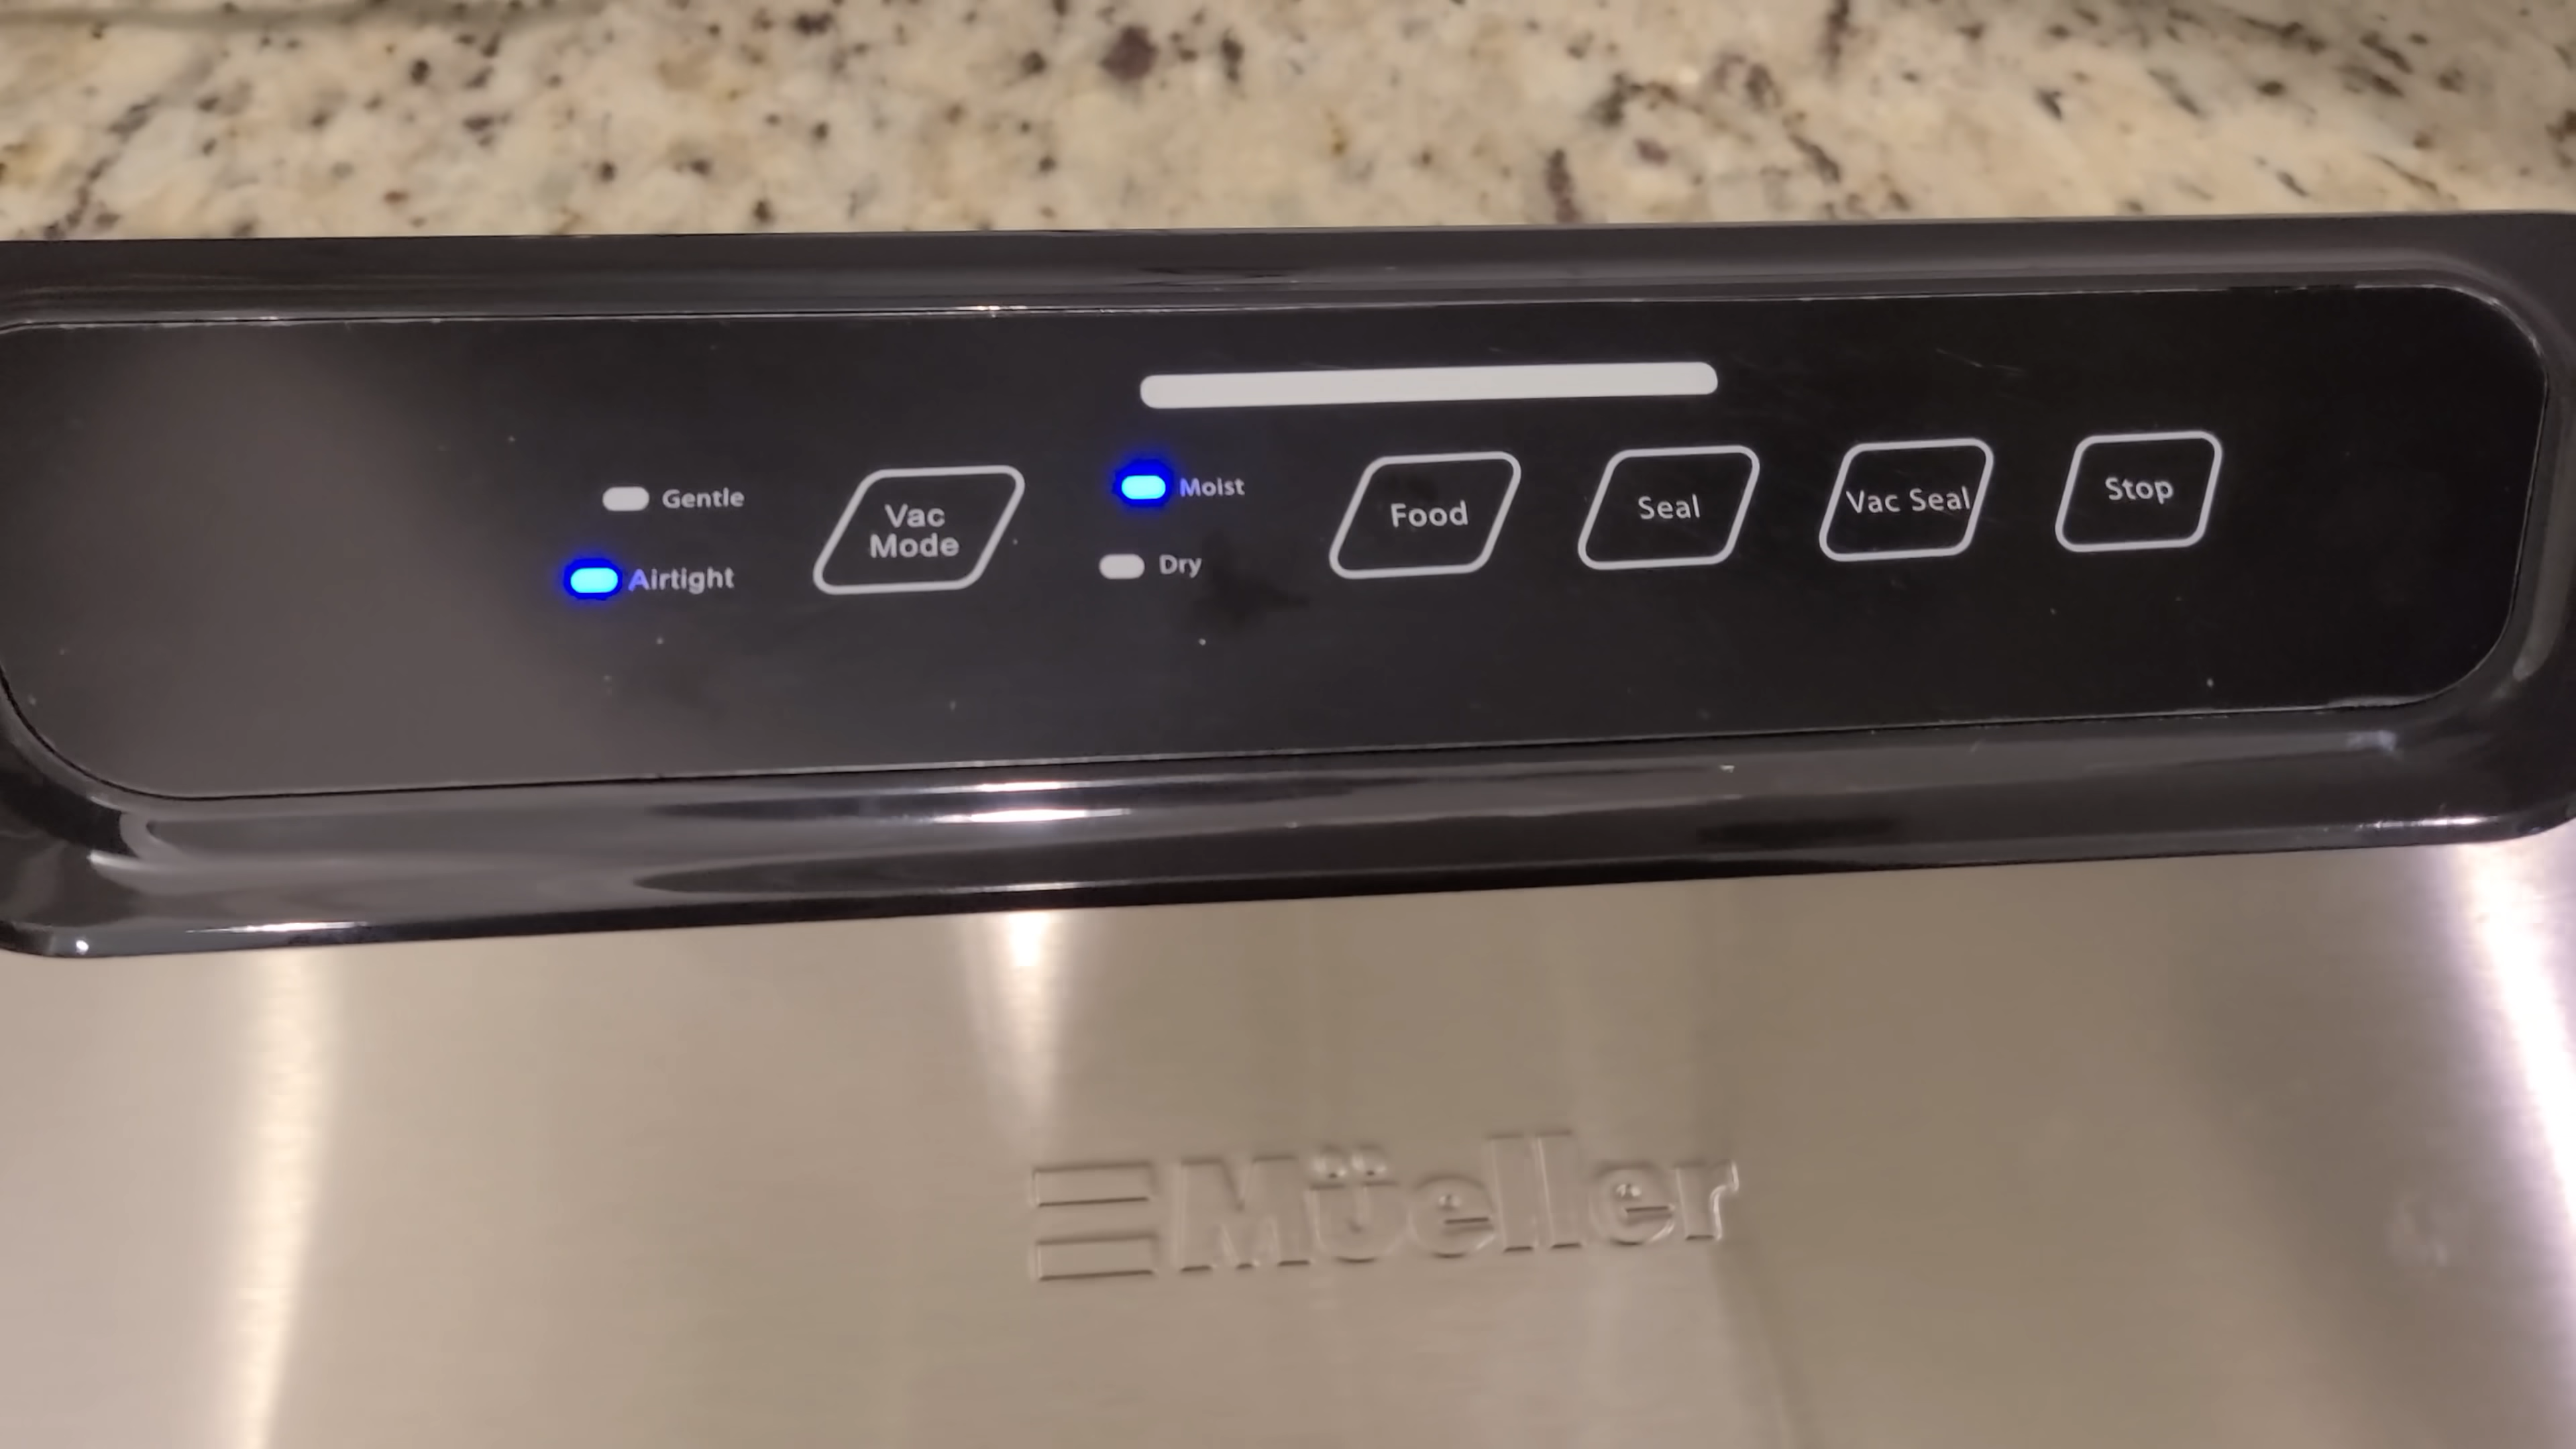 Gentle
Airtight
Vac
Mode
Moist
Dry
Food
Seal
Vac Seal
Stop
Müeller